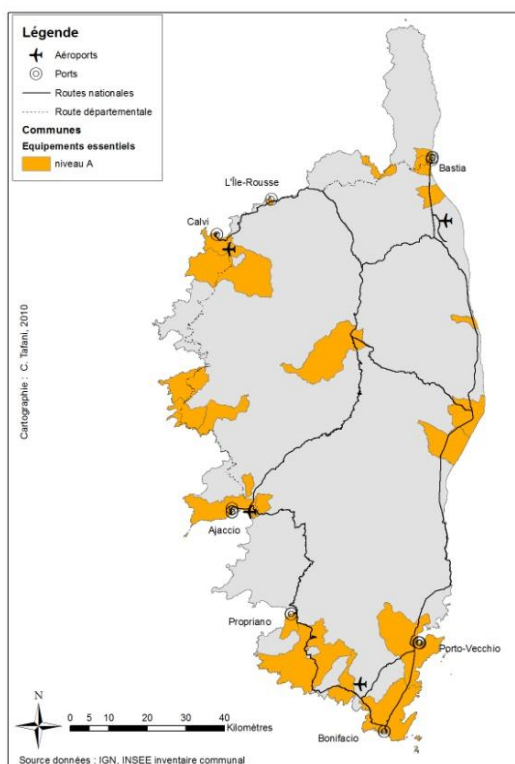 Légende
Aéroports
Ports
Routes nationales
Route départementale
Communes
Equipements essentiels
niveau A
Bastia
L'Île-Rousse
Calvi
Cartographie : C. Tafani, 2010
Ajaccio
Propriano
Porto-Vecchio
Bonifacio
N
0 5 10 20 30 40
Kilomètres
Source données : IGN, INSEE inventaire communal